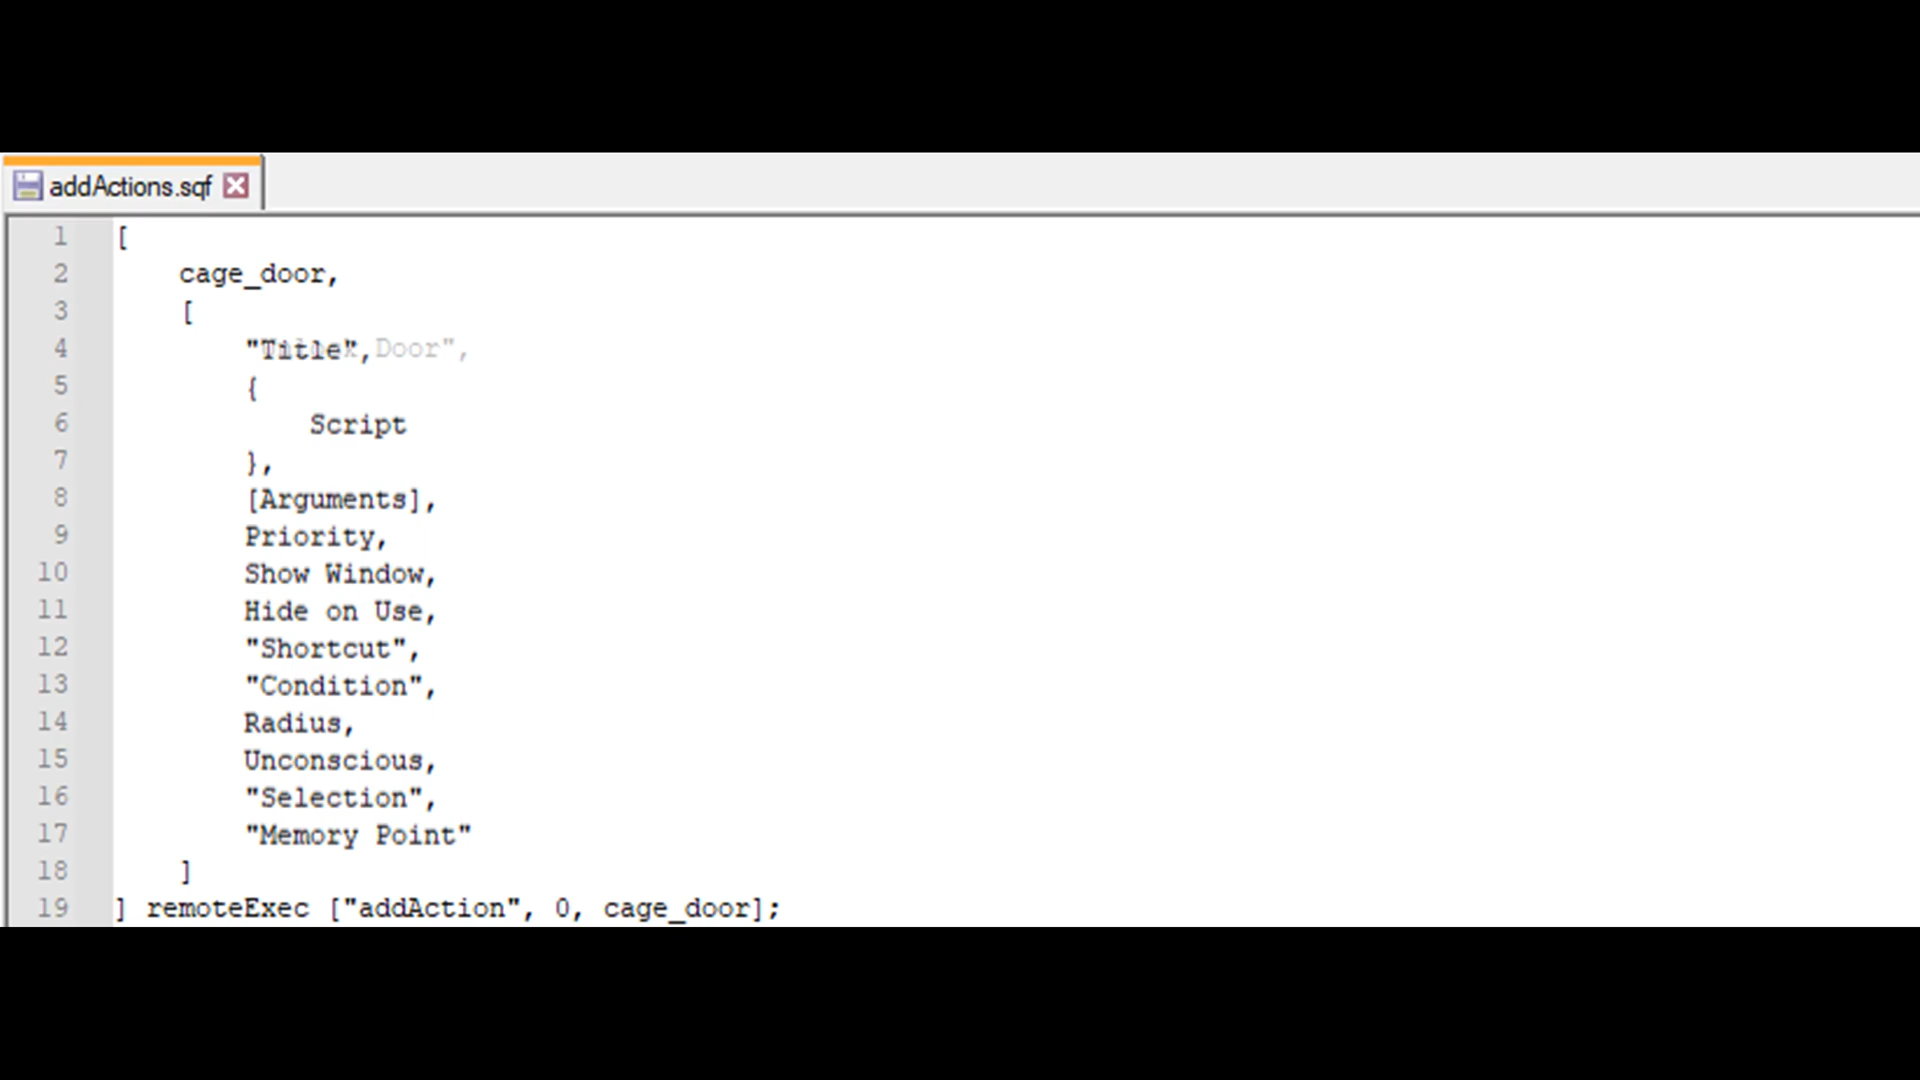 addActions.sqf
1 [
2 cage_door,
3 [
4 "Title", Door",
5 {
6 Script
7 },
8 [Arguments],
9 Priority,
10 Show Window,
11 Hide on Use,
12 "Shortcut",
13 "Condition",
14 Radius,
15 Unconscious,
16 "Selection",
17 "Memory Point"
18 ]
19 ] remoteExec ["addAction", 0, cage_door];